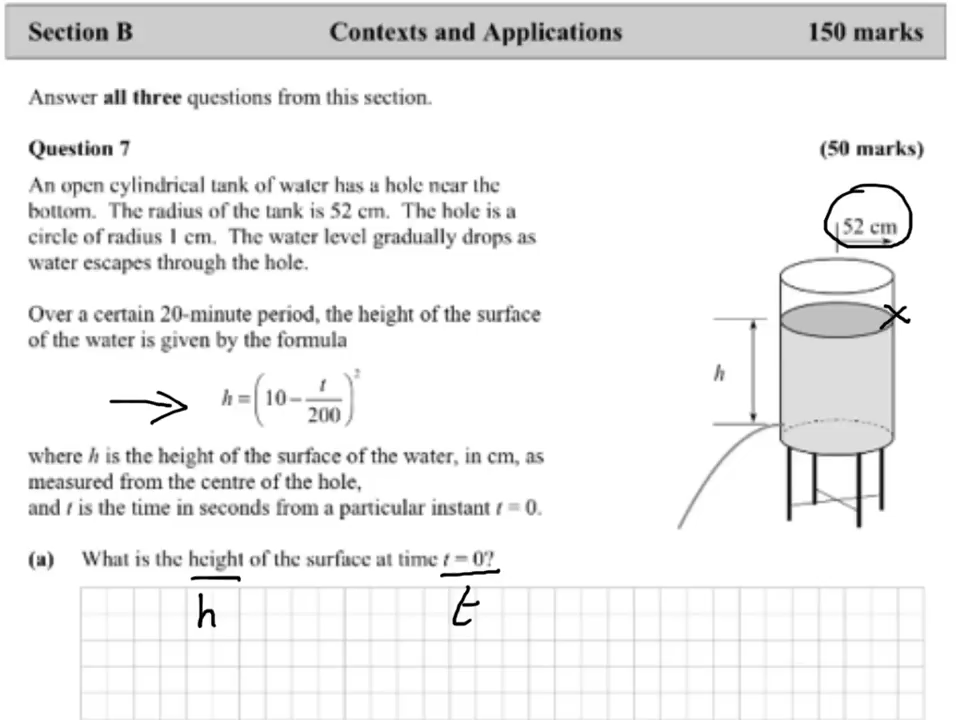 Section B Contexts and Applications 150 marks
Answer all three questions from this section.
Question 7 (50 marks)
An open cylindrical tank of water has a hole near the
bottom. The radius of the tank is 52 cm. The hole is a
circle of radius 1 cm. The water level gradually drops as
water escapes through the hole.
52 cm
Over a certain 20-minute period, the height of the surface
of the water is given by the formula
h = (10 − t/200)²
h
where h is the height of the surface of the water, in cm, as
measured from the centre of the hole,
and t is the time in seconds from a particular instant t = 0.
(a) What is the height of the surface at time t = 0?
h t